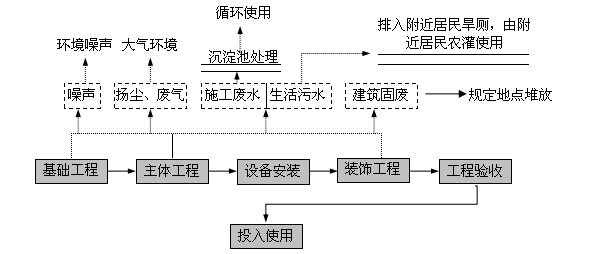 循环使用
排入附近居民旱厕，由附
近居民农灌使用
环境噪声
大气环境
沉淀池处理
噪声
扬尘、废气
施工废水
生活污水
建筑固废
规定地点堆放
基础工程
主体工程
设备安装
装饰工程
工程验收
投入使用